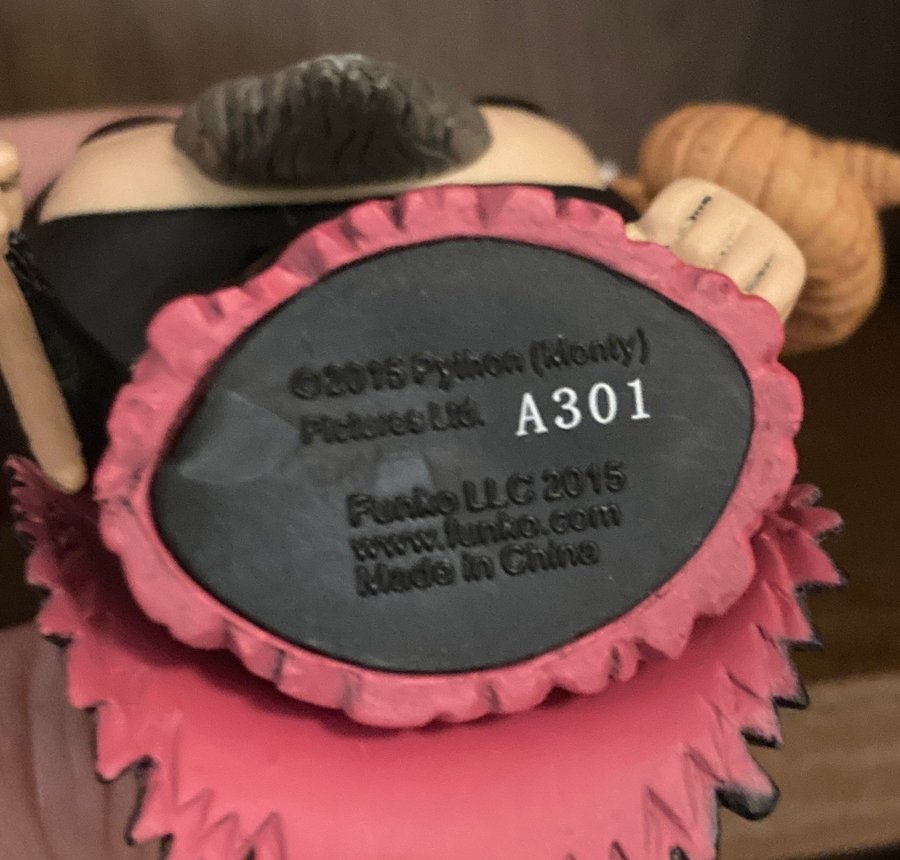 ©2015 Python (Monty)
Pictures Ltd. A301
Funko LLC 2015
www.funko.com
Made in China